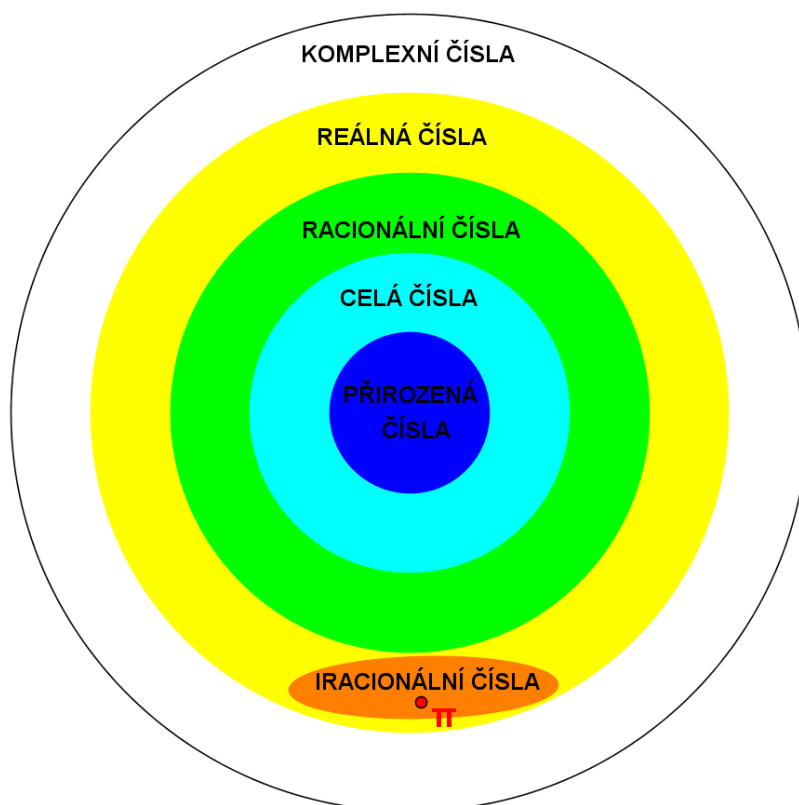 KOMPLEXNÍ ČÍSLA
REÁLNÁ ČÍSLA
RACIONÁLNÍ ČÍSLA
CELÁ ČÍSLA
PŘIROZENÁ
ČÍSLA
IRACIONÁLNÍ ČÍSLA
π